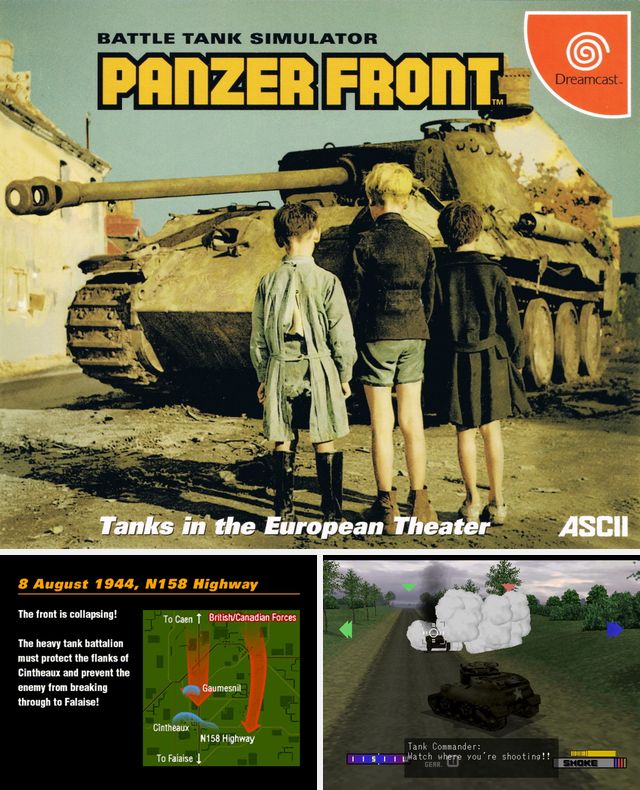 BATTLE TANK SIMULATOR
PANZER FRONT™
Dreamcast™
Tanks in the European Theater
ASCII
8 August 1944, N158 Highway
The front is collapsing!
The heavy tank battalion
must protect the flanks of
Cintheaux and prevent the
enemy from breaking
through to Falaise!
To Caen
British/Canadian Forces
Gaumesnil
Cintheaux
N158 Highway
To Falaise
Tank Commander:
Watch where you're shooting!!
GEAR.
SMOKE